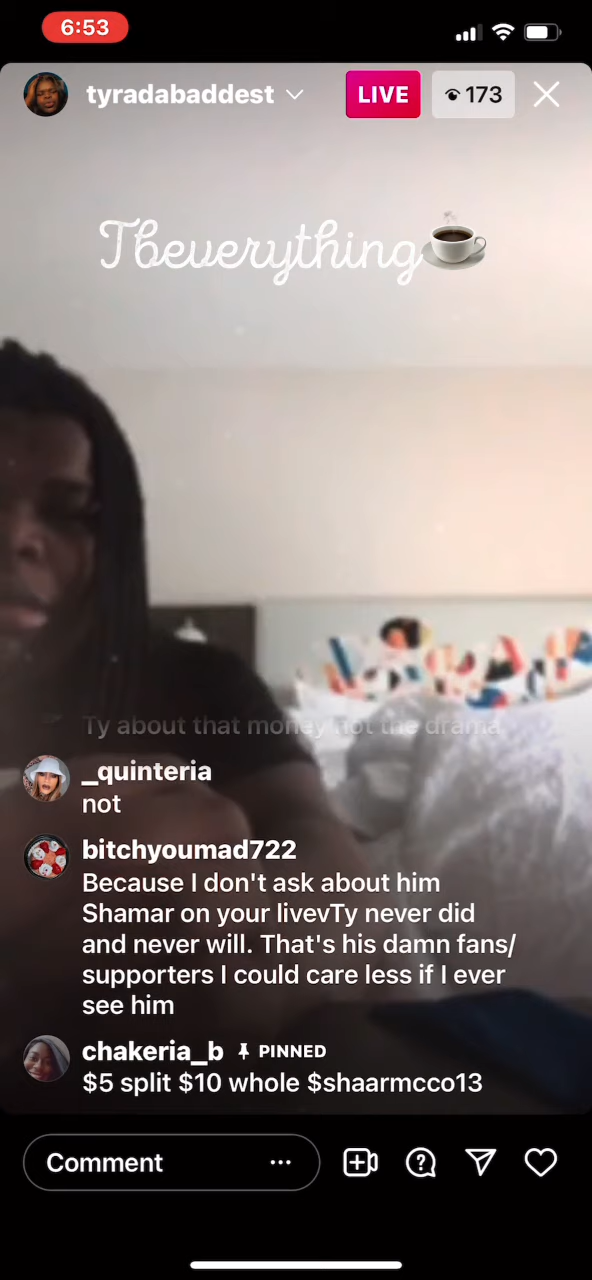 6:53
tyradabaddest
LIVE
173
Tbeverything
Ty about that money not the drama
_quinteria
not
bitchyoumad722
Because I don't ask about him
Shamar on your livevTy never did
and never will. That's his damn fans/
supporters I could care less if I ever
see him
chakeria_b PINNED
$5 split $10 whole $shaarmcco13
Comment